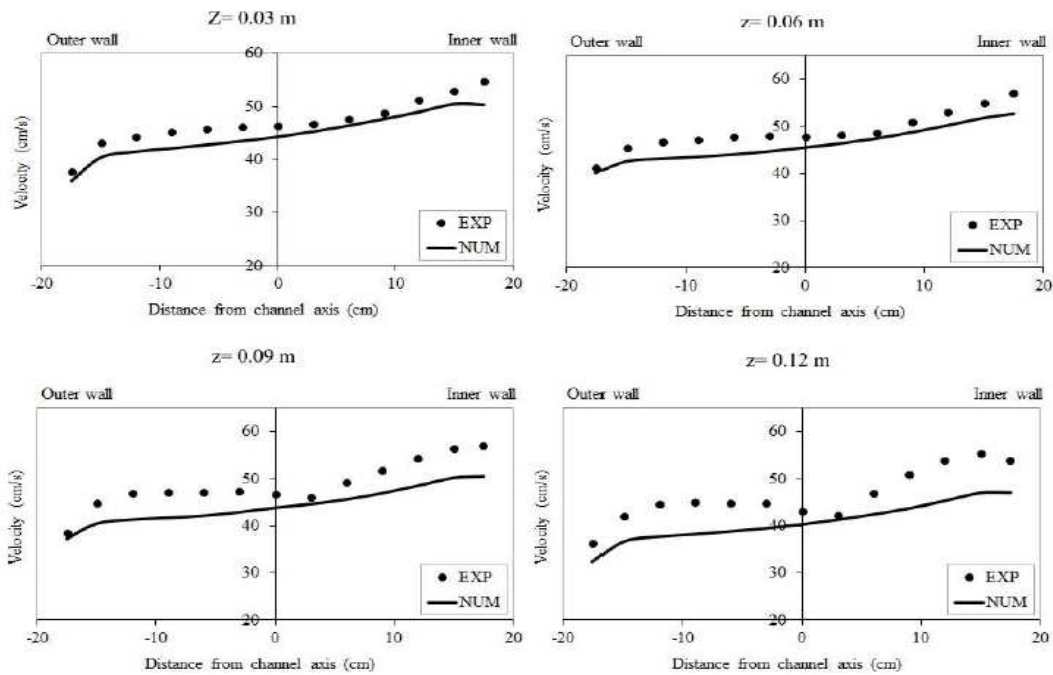 Z= 0.03 m
Outer wall
Inner wall
60
50
40
30
20
Velocity (cm/s)
EXP
NUM
-20
-10
0
10
20
Distance from channel axis (cm)
z= 0.06 m
Outer wall
Inner wall
60
50
40
30
20
Velocity (cm/s)
EXP
NUM
-20
-10
0
10
20
Distance from channel axis (cm)
z= 0.09 m
Outer wall
Inner wall
60
50
40
30
20
Velocity (cm/s)
EXP
NUM
-20
-10
0
10
20
Distance from channel axis (cm)
z= 0.12 m
Outer wall
Inner wall
60
50
40
30
20
Velocity (cm/s)
EXP
NUM
-20
-10
0
10
20
Distance from channel axis (cm)